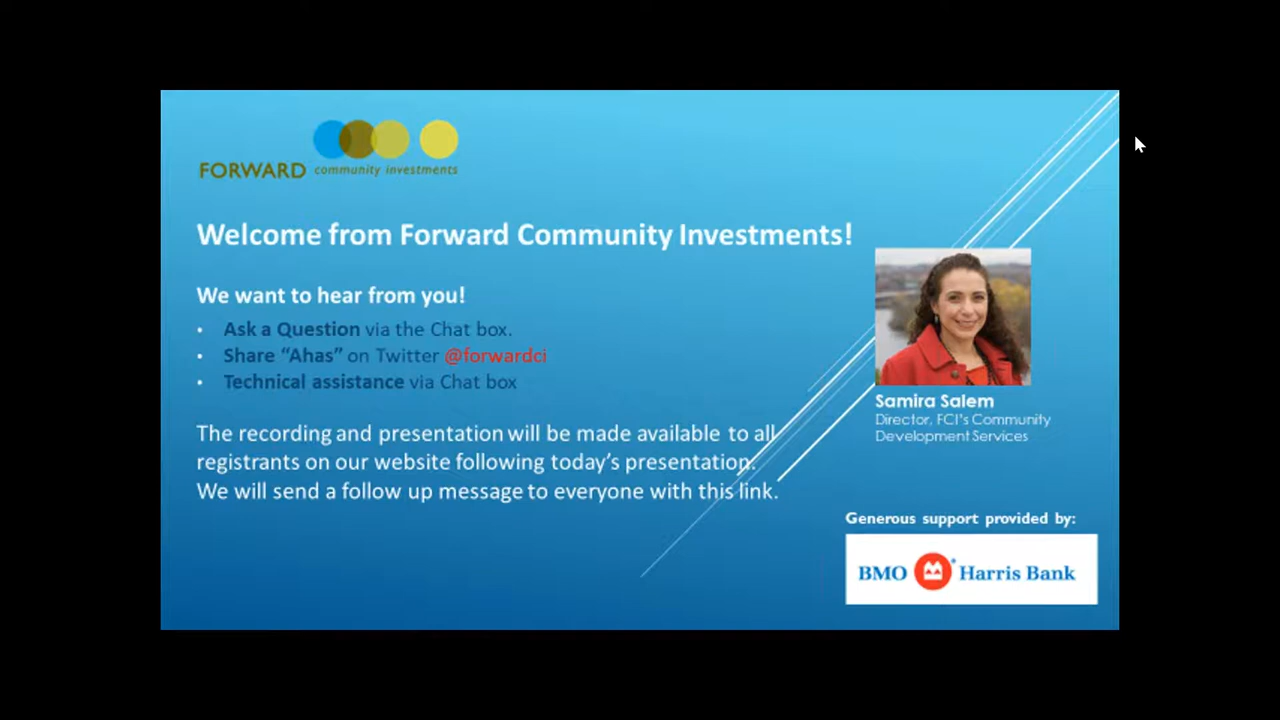 FORWARD community investments
Welcome from Forward Community Investments!
We want to hear from you!
• Ask a Question via the Chat box.
• Share “Ahas” on Twitter @forwardci
• Technical assistance via Chat box
The recording and presentation will be made available to all
registrants on our website following today’s presentation.
We will send a follow up message to everyone with this link.
Samira Salem
Director, FCI’s Community
Development Services
Generous support provided by:
BMO Harris Bank